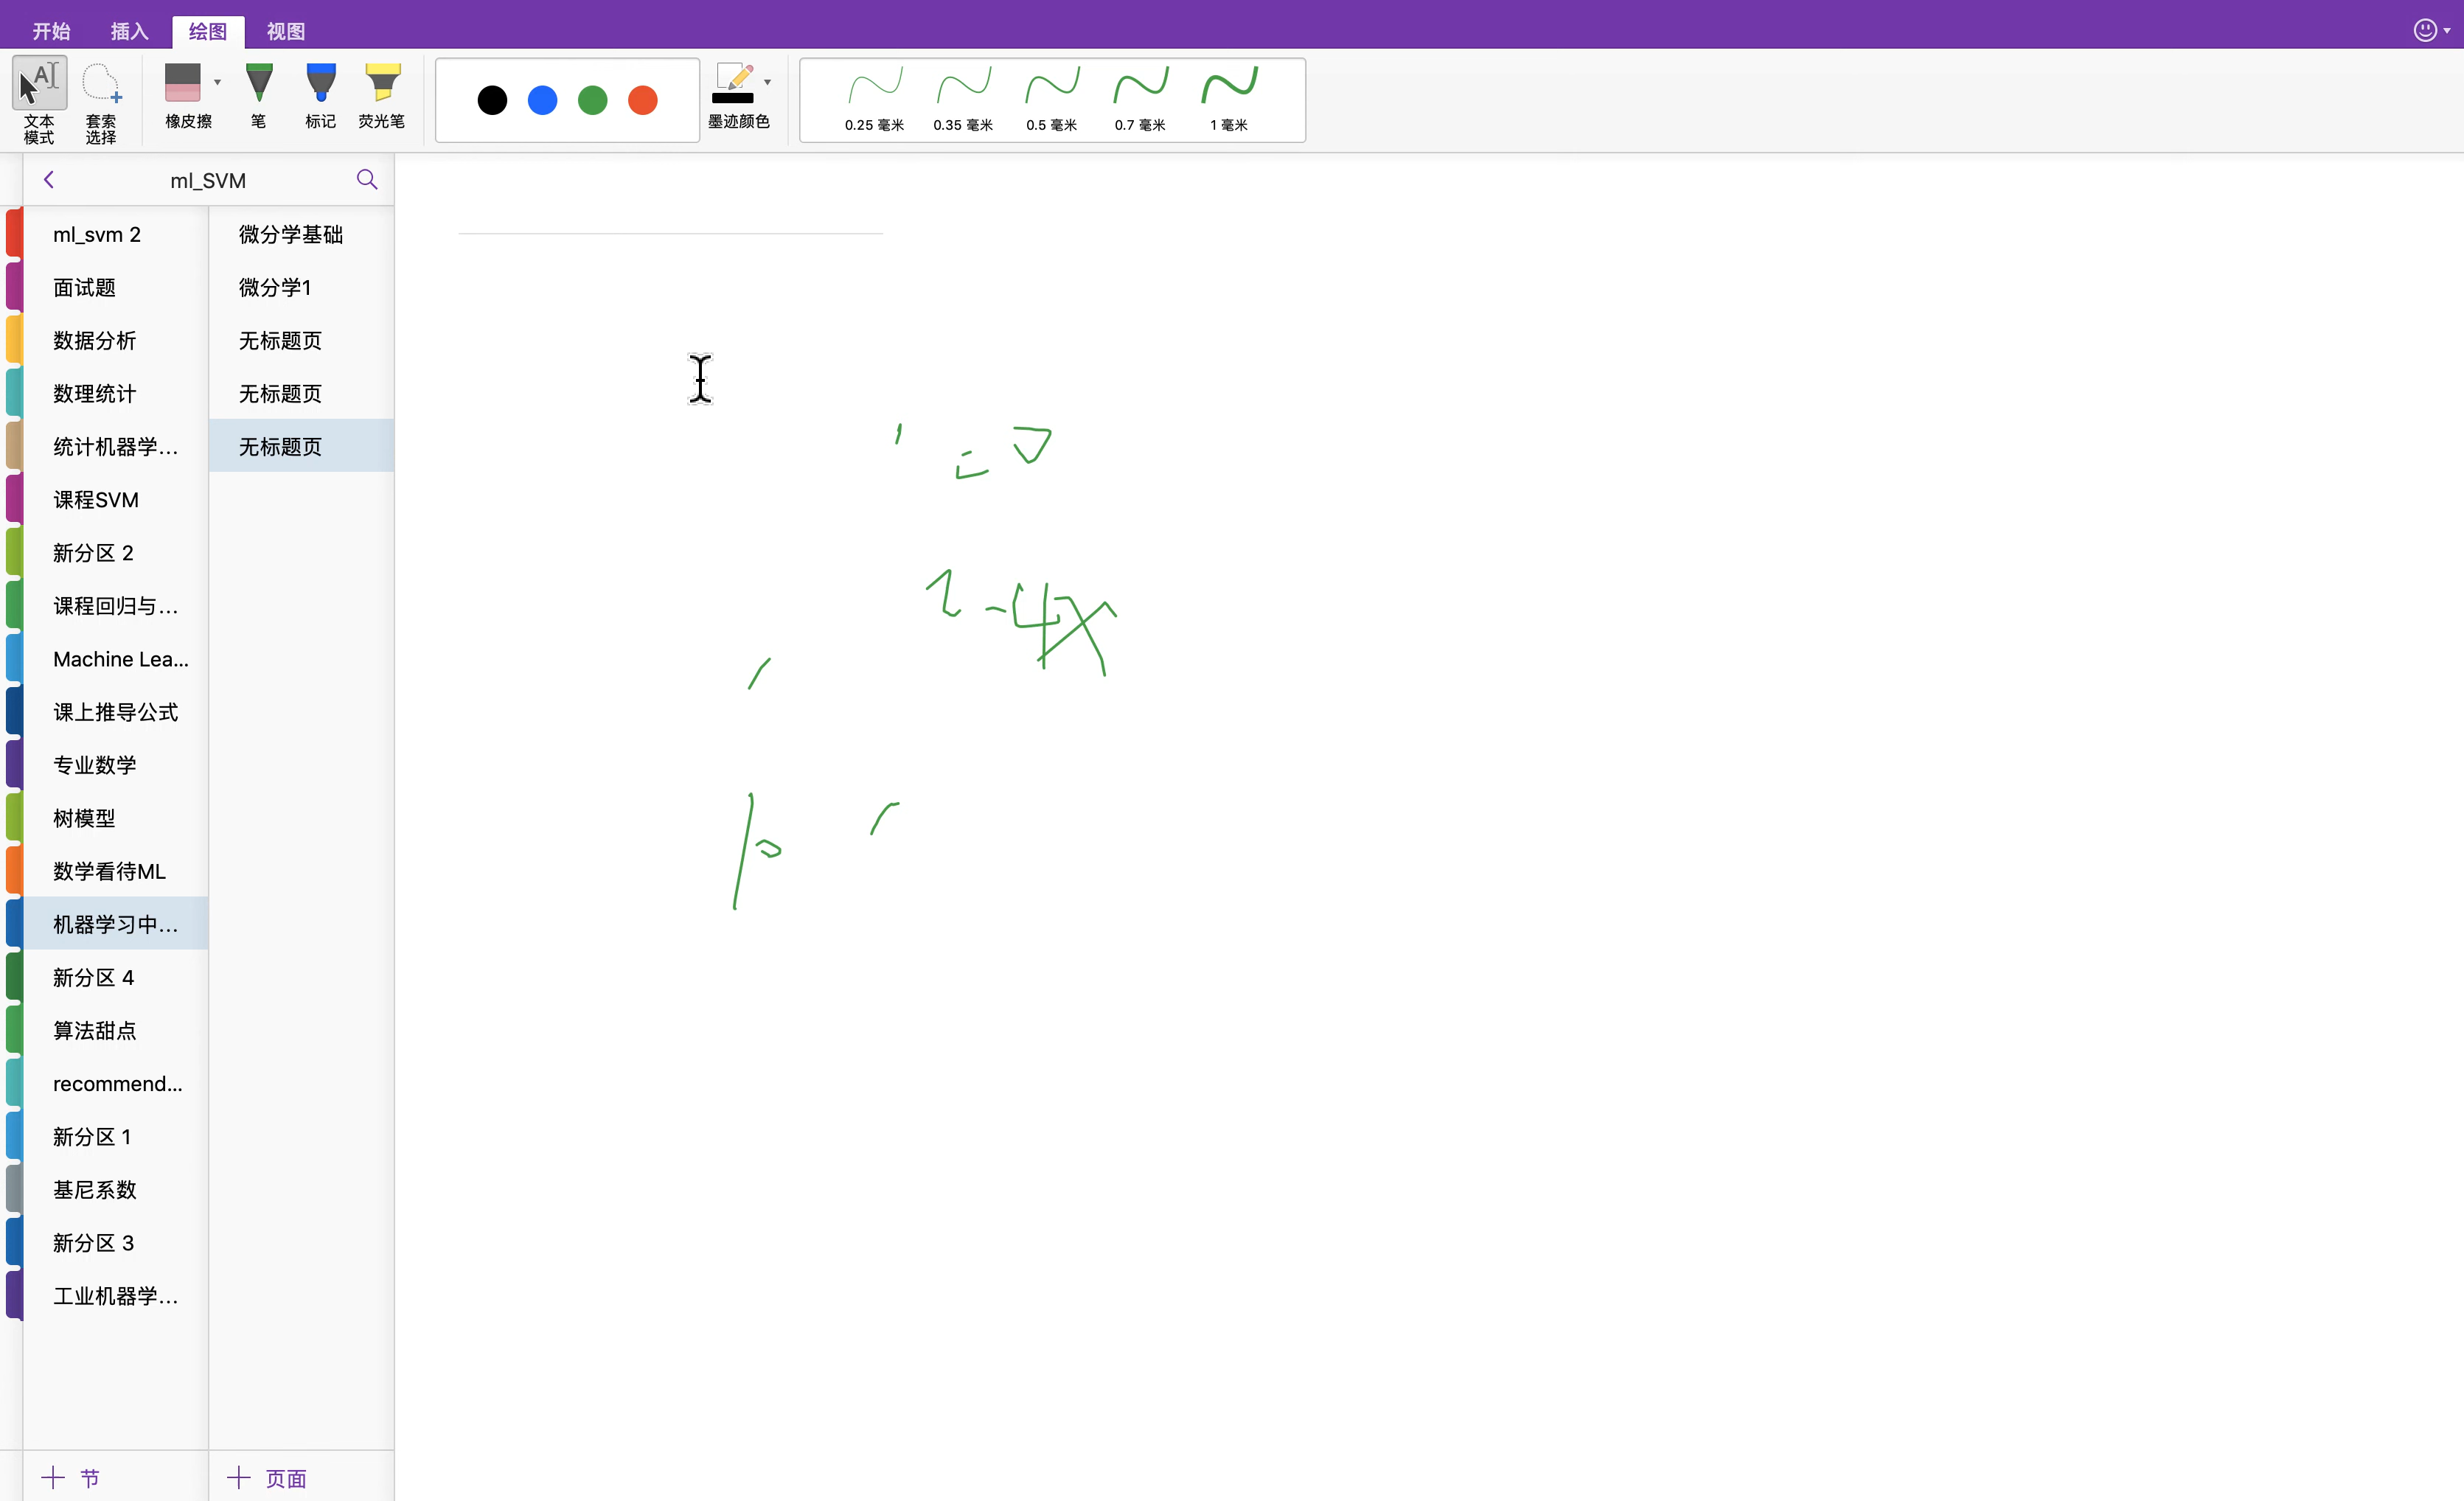 开始 插入 绘图 视图
文本模式 套索选择 橡皮擦 笔 标记 荧光笔 墨迹颜色 0.25 毫米 0.35 毫米 0.5 毫米 0.7 毫米 1 毫米
ml_SVM
ml_svm 2
面试题
数据分析
数理统计
统计机器学...
课程SVM
新分区 2
课程回归与...
Machine Lea...
课上推导公式
专业数学
树模型
数学看待ML
机器学习中...
新分区 4
算法甜点
recommend...
新分区 1
基尼系数
新分区 3
工业机器学...
微分学基础
微分学1
无标题页
无标题页
无标题页
-4x
节
页面